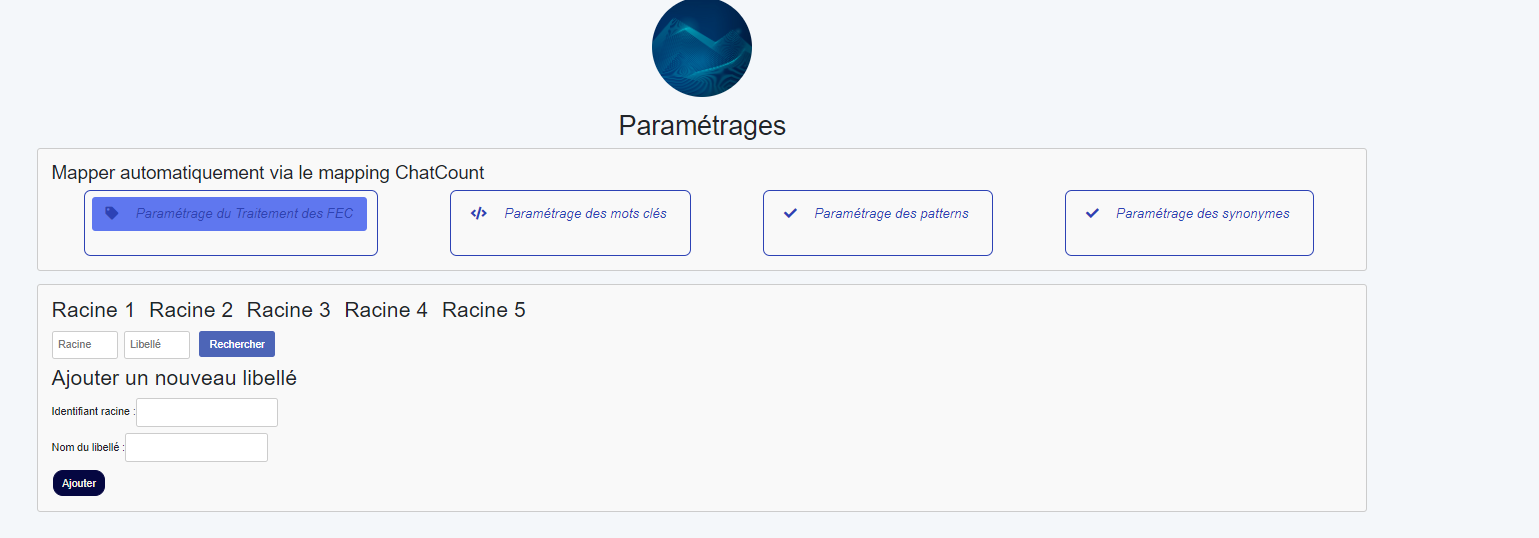 Paramétrages
Mapper automatiquement via le mapping ChatCount
Paramétrage du Traitement des FEC
Paramétrage des mots clés
Paramétrage des patterns
Paramétrage des synonymes
Racine 1 Racine 2 Racine 3 Racine 4 Racine 5
Racine Libellé Rechercher
Ajouter un nouveau libellé
Identifiant racine :
Nom du libellé :
Ajouter